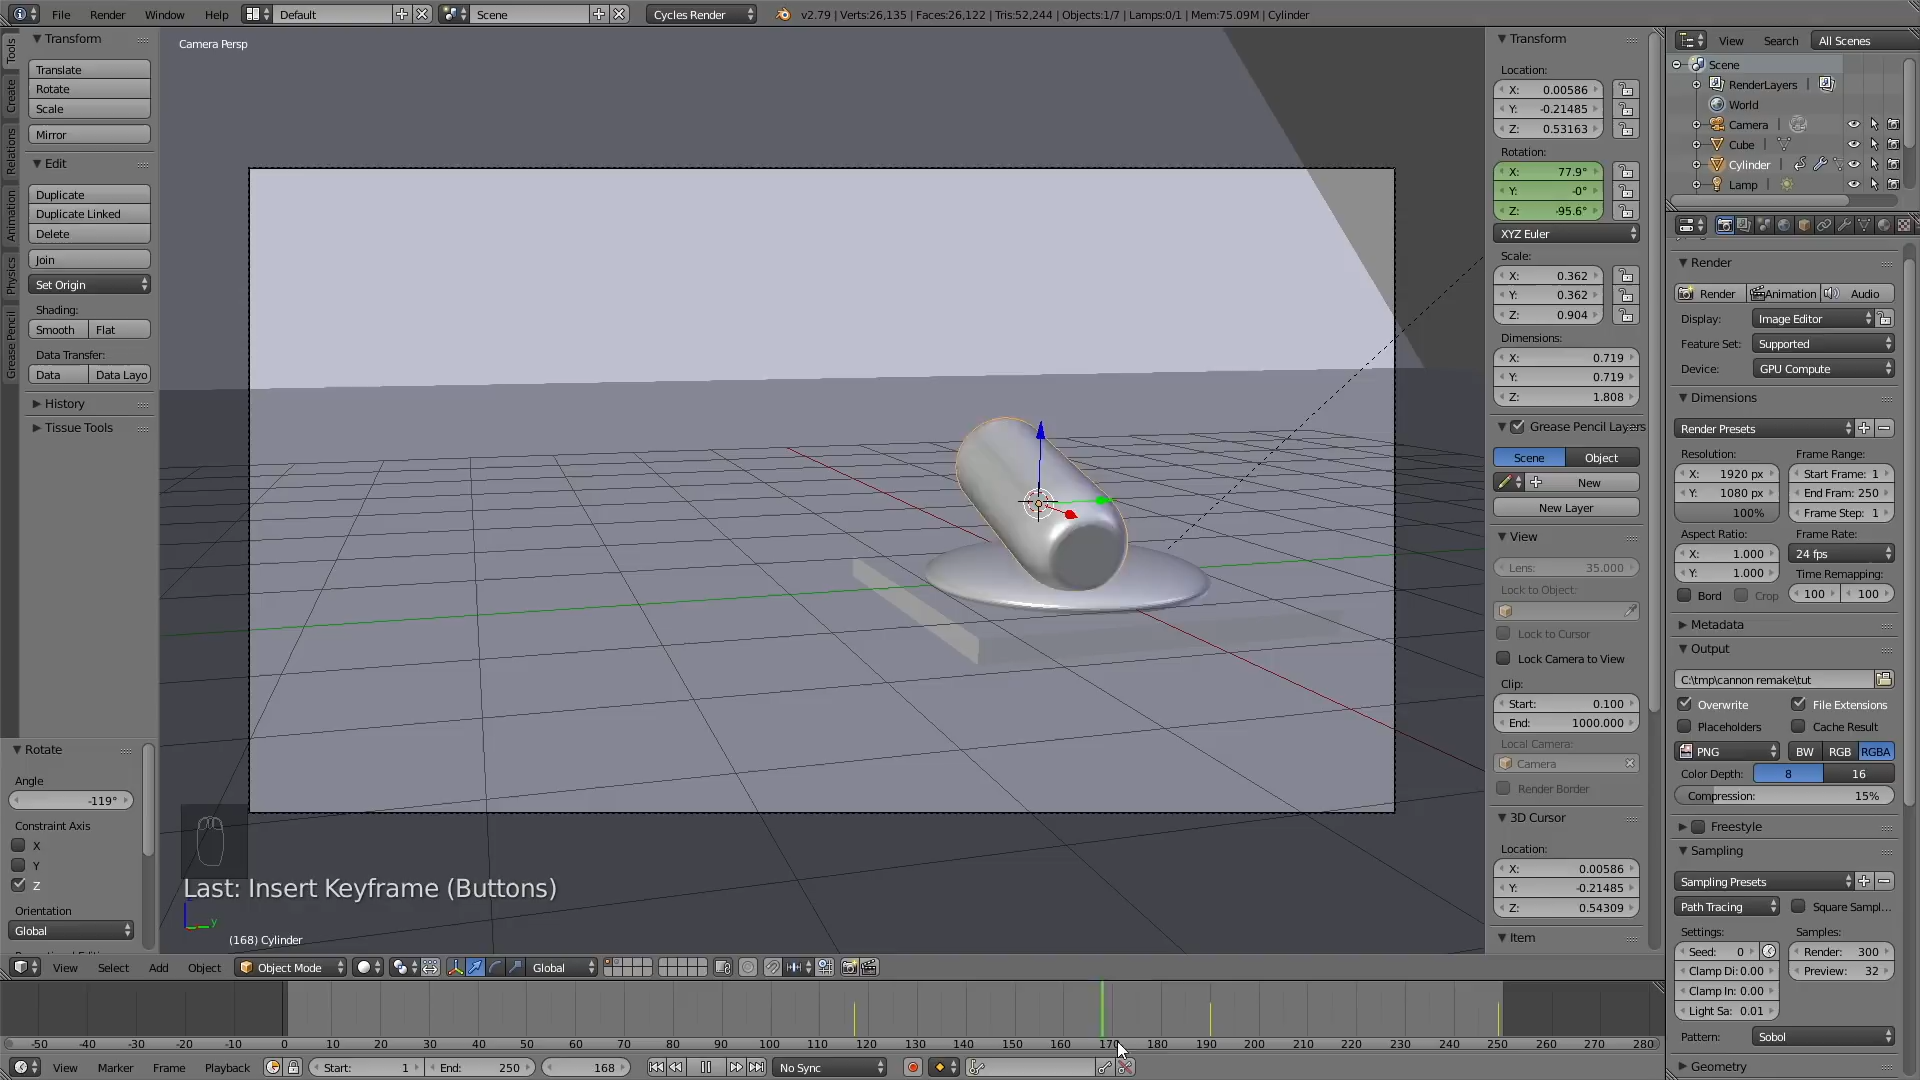 File Render Window Help Default Scene Cycles Render v2.79 | Verts:26,135 | Faces:26,122 | Tris:52,244 | Objects:1/7 | Lamps:0/1 | Mem:75.09M | Cylinder
Tools
Create
Relations
Animation
Physics
Grease Pencil
Transform
Translate
Rotate
Scale
Mirror
Edit
Duplicate
Duplicate Linked
Delete
Join
Set Origin
Shading:
Smooth Flat
Data Transfer:
Data Data Layo
History
Tissue Tools
Rotate
Angle
-119°
Constraint Axis
X
Y
Z
Orientation
Global
Camera Persp
Last: Insert Keyframe (Buttons)
y
(168) Cylinder
Transform
Location:
X: 0.00586
Y: -0.21485
Z: 0.53163
Rotation:
X: 77.9°
Y: -0°
Z: -95.6°
XYZ Euler
Scale:
X: 0.362
Y: 0.362
Z: 0.904
Dimensions:
X: 0.719
Y: 0.719
Z: 1.808
Grease Pencil Layers
Scene Object
New
New Layer
View
Lens: 35.000
Lock to Object:
Lock to Cursor
Lock Camera to View
Clip:
Start: 0.100
End: 1000.000
Local Camera:
Camera
Render Border
3D Cursor
Location:
X: 0.00586
Y: -0.21485
Z: 0.54309
Item
View Search All Scenes
Scene
RenderLayers
World
Camera
Cube
Cylinder
Lamp
Render
Render Animation Audio
Display: Image Editor
Feature Set: Supported
Device: GPU Compute
Dimensions
Render Presets
Resolution: Frame Range:
X: 1920 px Start Frame: 1
Y: 1080 px End Fram: 250
100% Frame Step: 1
Aspect Ratio: Frame Rate:
X: 1.000 24 fps
Y: 1.000 Time Remapping:
Bord Crop 100 100
Metadata
Output
C:\tmp\cannon remake\tut
Overwrite File Extensions
Placeholders Cache Result
PNG BW RGB RGBA
Color Depth: 8 16
Compression: 15%
Freestyle
Sampling
Sampling Presets
Path Tracing Square Sampl...
Settings: Samples:
Seed: 0 Render: 300
Clamp Di: 0.00 Preview: 32
Clamp In: 0.00
Light Sa: 0.01
Pattern: Sobol
Geometry
View Select Add Object Object Mode Global
-50 -40 -30 -20 -10 0 10 20 30 40 50 60 70 80 90 100 110 120 130 140 150 160 170 180 190 200 210 220 230 240 250 260 270 280
View Marker Frame Playback Start: 1 End: 250 168 No Sync